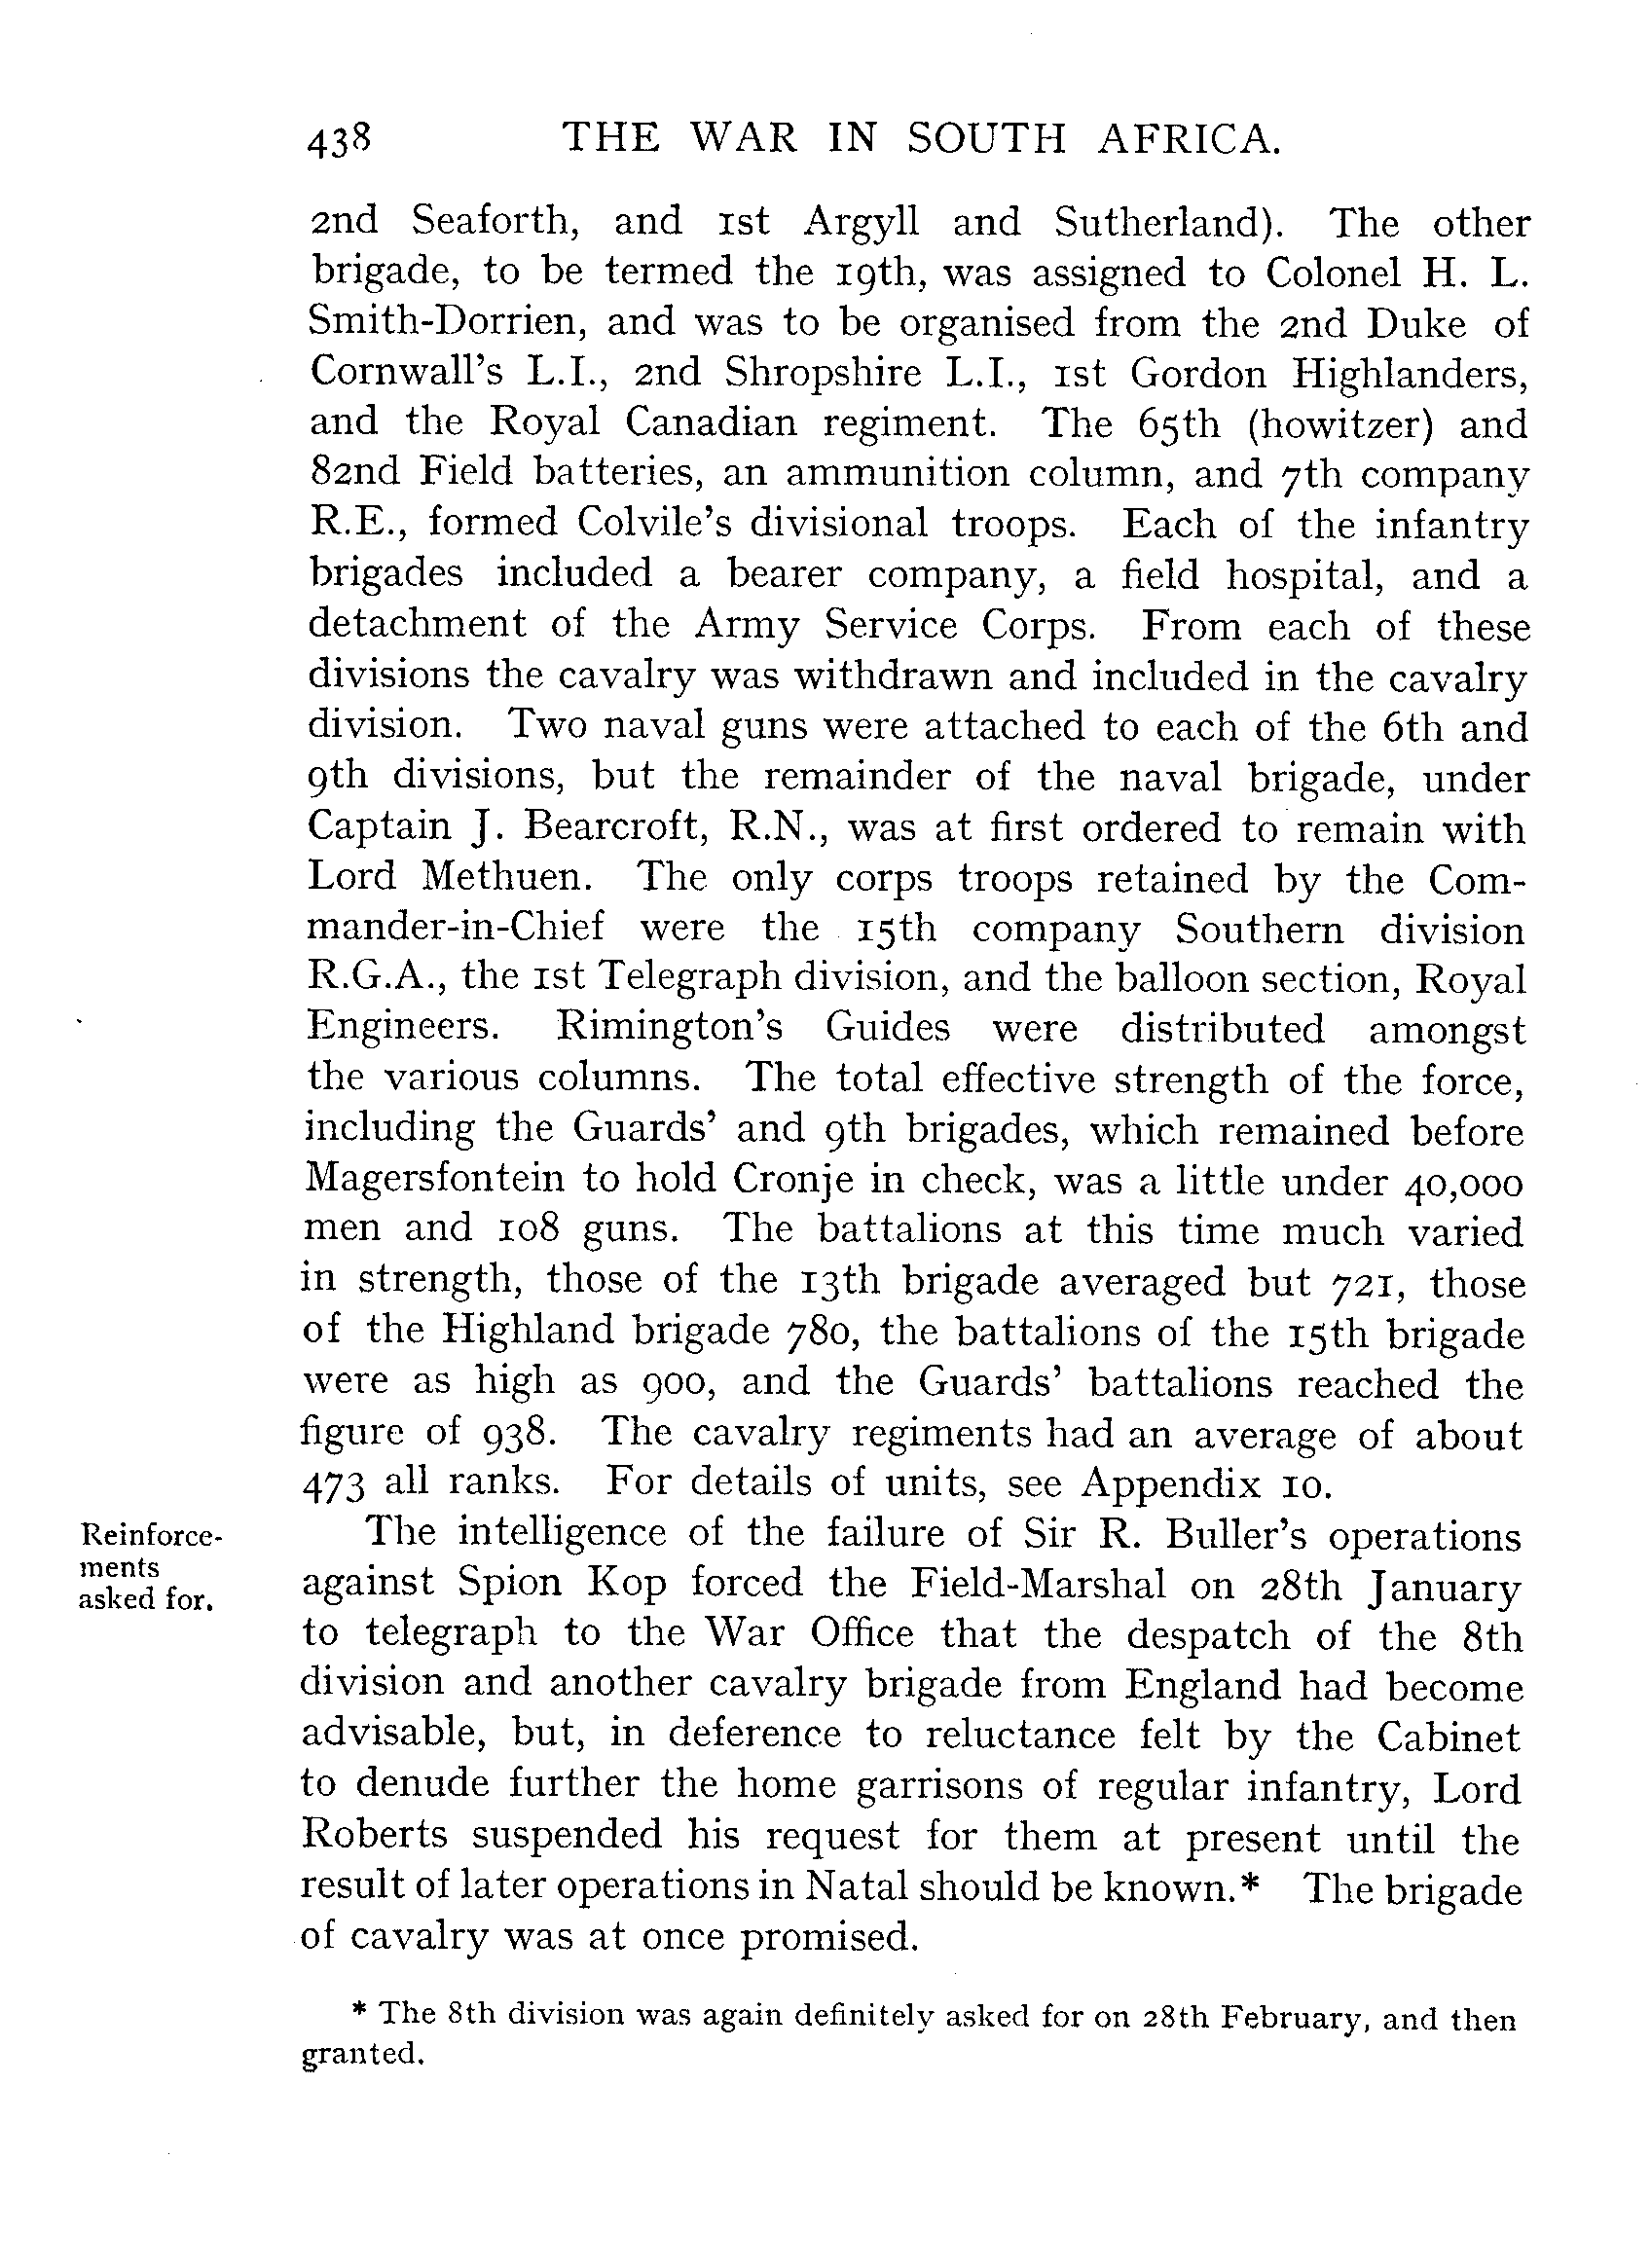 438 THE WAR IN SOUTH AFRICA.
2nd Seaforth, and 1st Argyll and Sutherland). The other
brigade, to be termed the 19th, was assigned to Colonel H. L.
Smith-Dorrien, and was to be organised from the 2nd Duke of
Cornwall's L.I., 2nd Shropshire L.I., 1st Gordon Highlanders,
and the Royal Canadian regiment. The 65th (howitzer) and
82nd Field batteries, an ammunition column, and 7th company
R.E., formed Colvile's divisional troops. Each of the infantry
brigades included a bearer company, a field hospital, and a
detachment of the Army Service Corps. From each of these
divisions the cavalry was withdrawn and included in the cavalry
division. Two naval guns were attached to each of the 6th and
9th divisions, but the remainder of the naval brigade, under
Captain J. Bearcroft, R.N., was at first ordered to remain with
Lord Methuen. The only corps troops retained by the Com-
mander-in-Chief were the 15th company Southern division
R.G.A., the 1st Telegraph division, and the balloon section, Royal
Engineers. Rimington's Guides were distributed amongst
the various columns. The total effective strength of the force,
including the Guards' and 9th brigades, which remained before
Magersfontein to hold Cronje in check, was a little under 40,000
men and 108 guns. The battalions at this time much varied
in strength, those of the 13th brigade averaged but 721, those
of the Highland brigade 780, the battalions of the 15th brigade
were as high as 900, and the Guards' battalions reached the
figure of 938. The cavalry regiments had an average of about
473 all ranks. For details of units, see Appendix 10.
Reinforce-
ments
asked for.
The intelligence of the failure of Sir R. Buller's operations
against Spion Kop forced the Field-Marshal on 28th January
to telegraph to the War Office that the despatch of the 8th
division and another cavalry brigade from England had become
advisable, but, in deference to reluctance felt by the Cabinet
to denude further the home garrisons of regular infantry, Lord
Roberts suspended his request for them at present until the
result of later operations in Natal should be known.* The brigade
of cavalry was at once promised.
* The 8th division was again definitely asked for on 28th February, and then
granted.